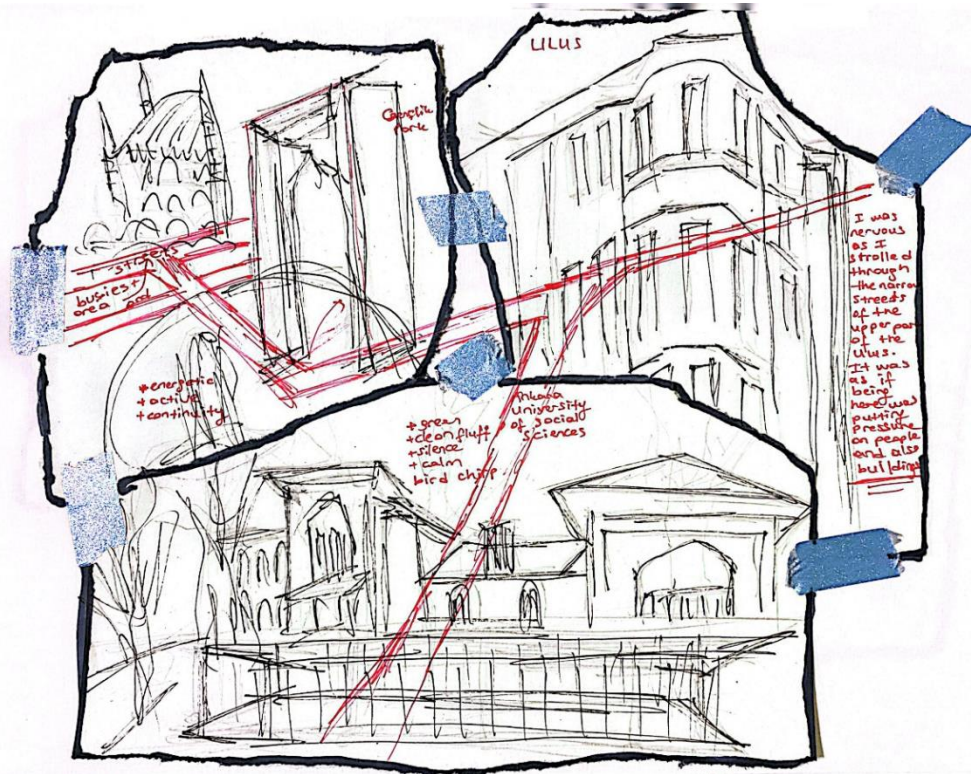 ULUS
Gençlik
Park
streets
busiest
area and
+ energetic
+ active
+ continuity
I was
nervous
as I
strolled
through
the narrow
streeds
of the
upper part
of the
Ulus.
It was
as if
being
here was
putting
pressure
on people
and also
buildings
+ green
+ clean fluff
+ silence
+ calm
bird chirp
Ankara
University
of social
sciences